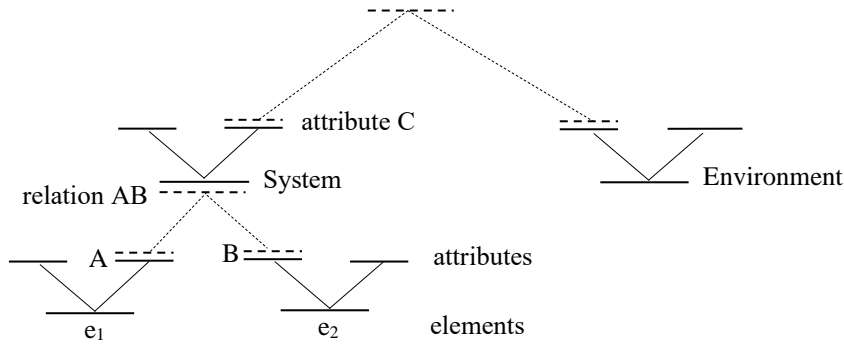 attribute C
System
Environment
relation AB
A
B
attributes
e₁
e₂
elements